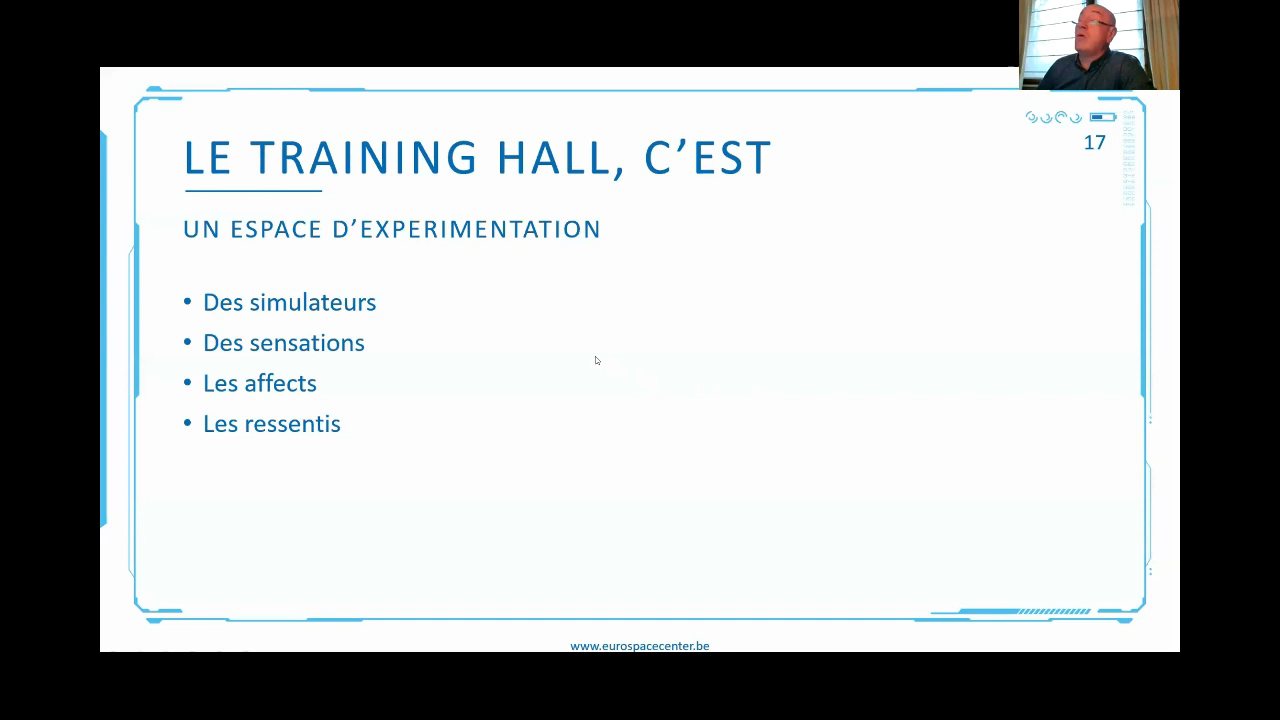 17
LE TRAINING HALL, C’EST
UN ESPACE D’EXPERIMENTATION
• Des simulateurs
• Des sensations
• Les affects
• Les ressentis
www.eurospacecenter.be